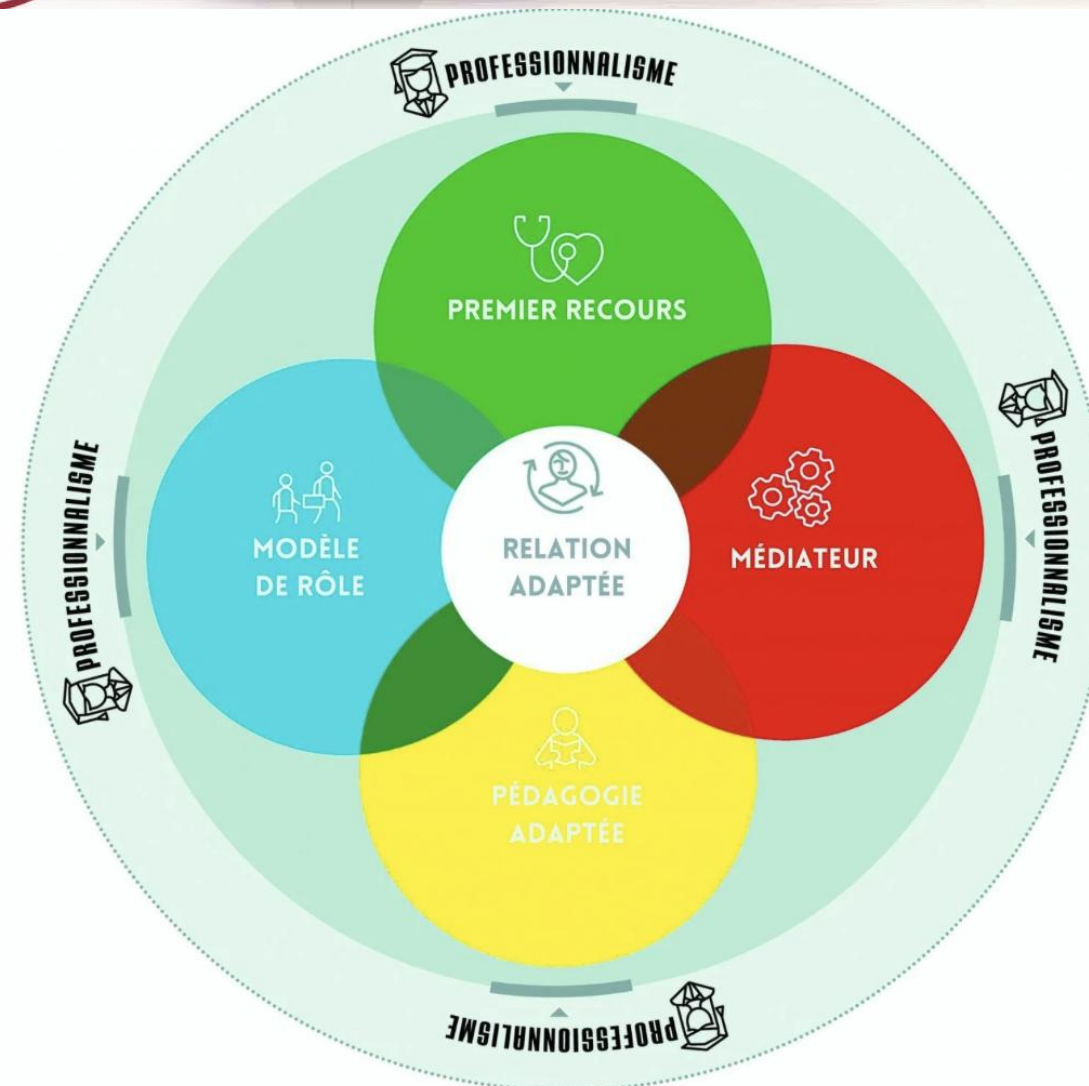 PROFESSIONNALISME
PREMIER RECOURS
PROFESSIONNALISME
MODÈLE
DE RÔLE
RELATION
ADAPTÉE
MÉDIATEUR
PROFESSIONNALISME
PÉDAGOGIE
ADAPTÉE
PROFESSIONNALISME